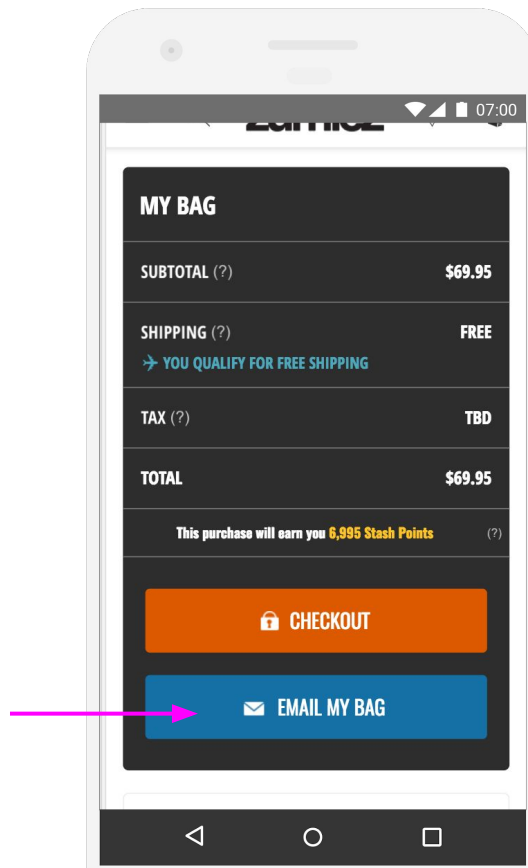 07:00
MY BAG
SUBTOTAL (?) $69.95
SHIPPING (?) FREE
YOU QUALIFY FOR FREE SHIPPING
TAX (?) TBD
TOTAL $69.95
This purchase will earn you 6,995 Stash Points (?)
CHECKOUT
EMAIL MY BAG